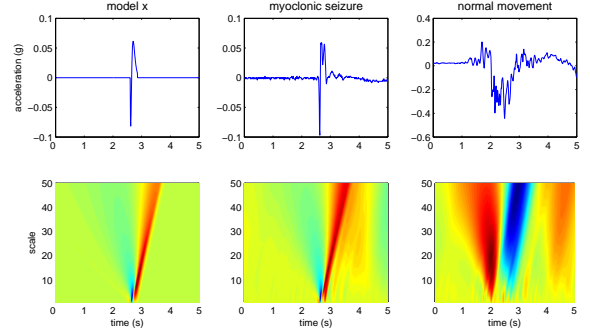 model x
myoclonic seizure
normal movement
acceleration (g)
0.1
0.05
0
−0.05
−0.1
0 1 2 3 4 5
0.1
0.05
0
−0.05
−0.1
0 1 2 3 4 5
0.4
0.2
0
−0.2
−0.4
−0.6
0 1 2 3 4 5
scale
50
40
30
20
10
0 1 2 3 4 5
time (s)
50
40
30
20
10
0 1 2 3 4 5
time (s)
50
40
30
20
10
0 1 2 3 4 5
time (s)